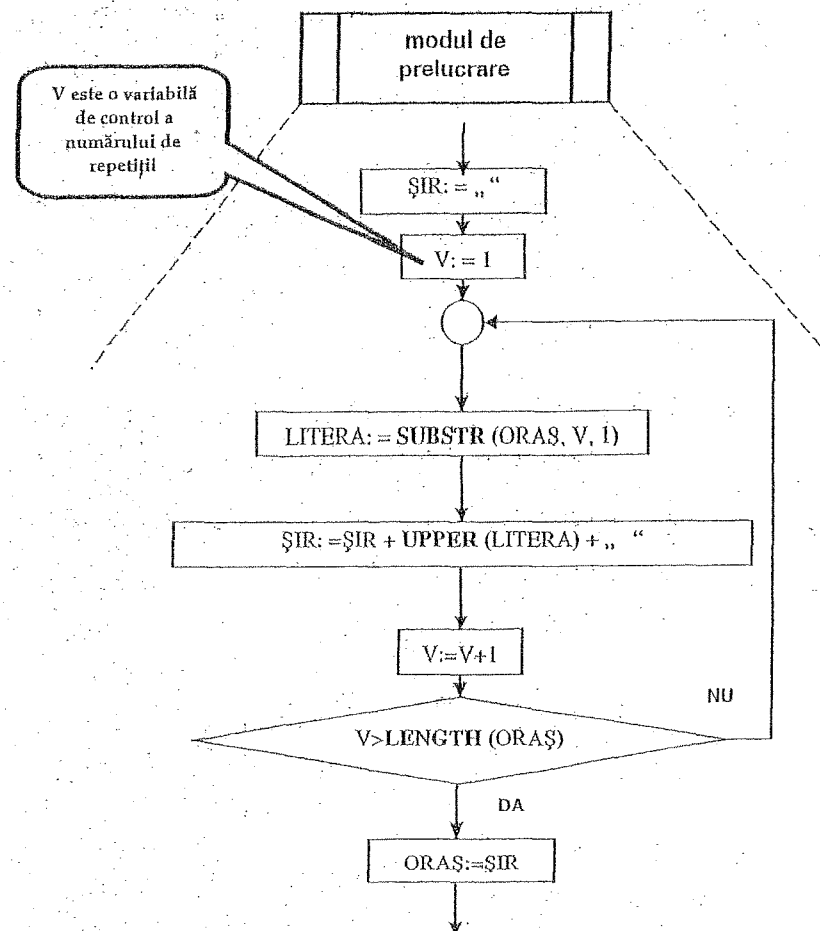 modul de
prelucrare
V este o variabilă
de control a
numărului de
repetiții
ŞIR: = „ “
V: = 1
LITERA: = SUBSTR (ORAŞ, V, 1)
ŞIR: =ŞIR + UPPER (LITERA) + „ “
V:=V+1
NU
V>LENGTH (ORAŞ)
DA
ORAŞ:=ŞIR